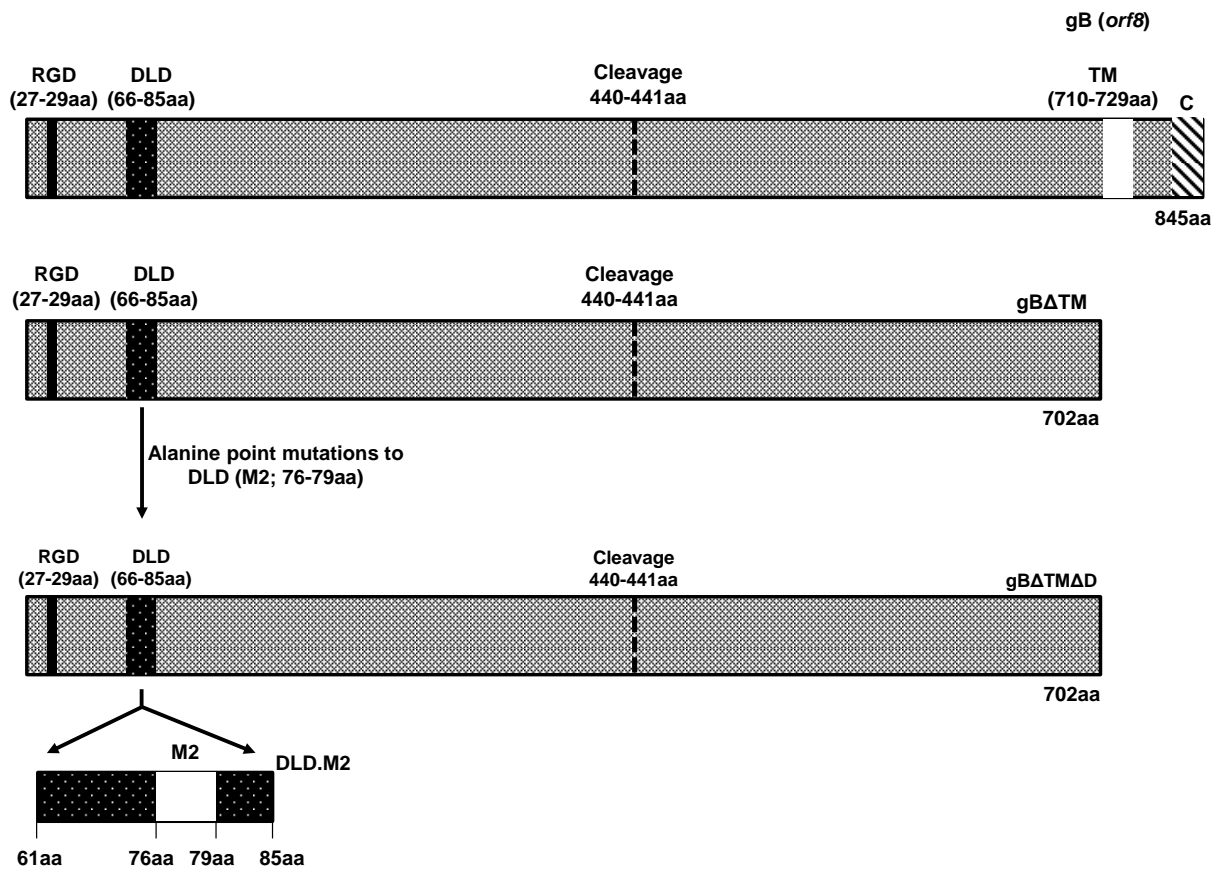 gB (orf8)
RGD DLD Cleavage TM
(27-29aa) (66-85aa) 440-441aa (710-729aa) C
845aa
RGD DLD Cleavage
(27-29aa) (66-85aa) 440-441aa gBΔTM
702aa
Alanine point mutations to
DLD (M2; 76-79aa)
RGD DLD Cleavage
(27-29aa) (66-85aa) 440-441aa gBΔTMΔD
702aa
M2 DLD.M2
61aa 76aa 79aa 85aa